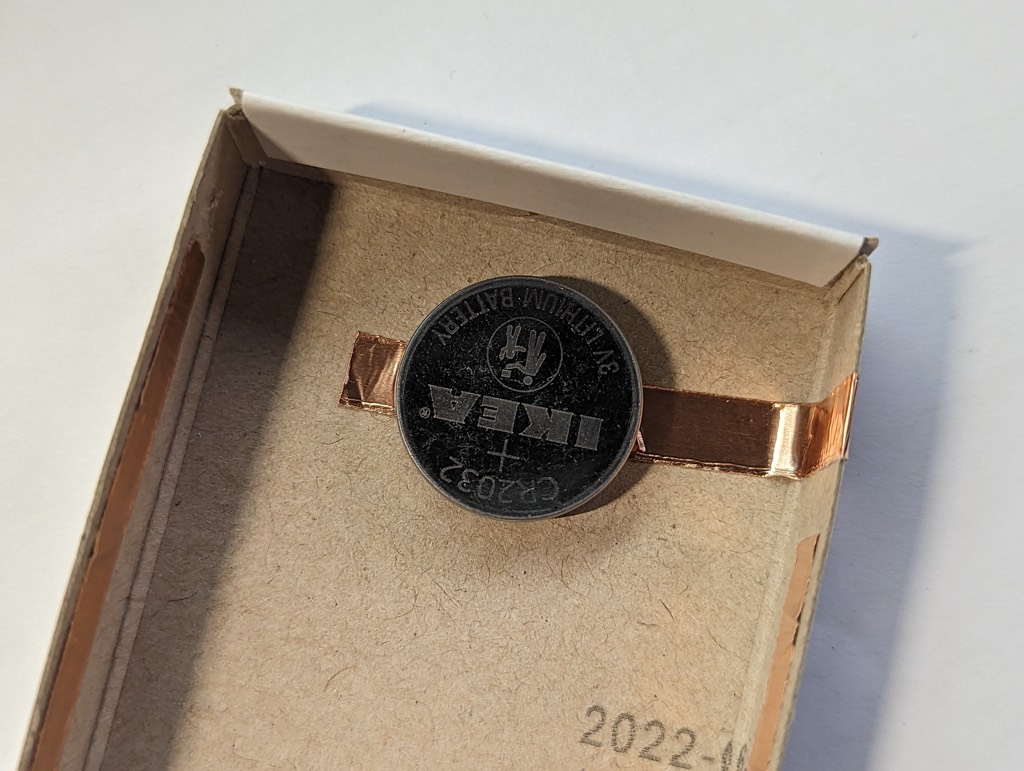 CR2032
+
IKEA®
3V LITHIUM BATTERY
2022-